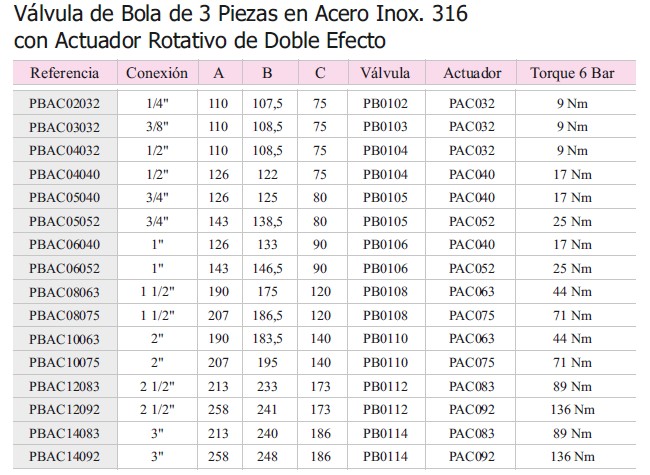 Válvula de Bola de 3 Piezas en Acero Inox. 316
con Actuador Rotativo de Doble Efecto
Referencia Conexión A B C Válvula Actuador Torque 6 Bar
PBAC02032 1/4" 110 107,5 75 PB0102 PAC032 9 Nm
PBAC03032 3/8" 110 108,5 75 PB0103 PAC032 9 Nm
PBAC04032 1/2" 110 108,5 75 PB0104 PAC032 9 Nm
PBAC04040 1/2" 126 122 75 PB0104 PAC040 17 Nm
PBAC05040 3/4" 126 125 80 PB0105 PAC040 17 Nm
PBAC05052 3/4" 143 138,5 80 PB0105 PAC052 25 Nm
PBAC06040 1" 126 133 90 PB0106 PAC040 17 Nm
PBAC06052 1" 143 146,5 90 PB0106 PAC052 25 Nm
PBAC08063 1 1/2" 190 175 120 PB0108 PAC063 44 Nm
PBAC08075 1 1/2" 207 186,5 120 PB0108 PAC075 71 Nm
PBAC10063 2" 190 183,5 140 PB0110 PAC063 44 Nm
PBAC10075 2" 207 195 140 PB0110 PAC075 71 Nm
PBAC12083 2 1/2" 213 233 173 PB0112 PAC083 89 Nm
PBAC12092 2 1/2" 258 241 173 PB0112 PAC092 136 Nm
PBAC14083 3" 213 240 186 PB0114 PAC083 89 Nm
PBAC14092 3" 258 248 186 PB0114 PAC092 136 Nm